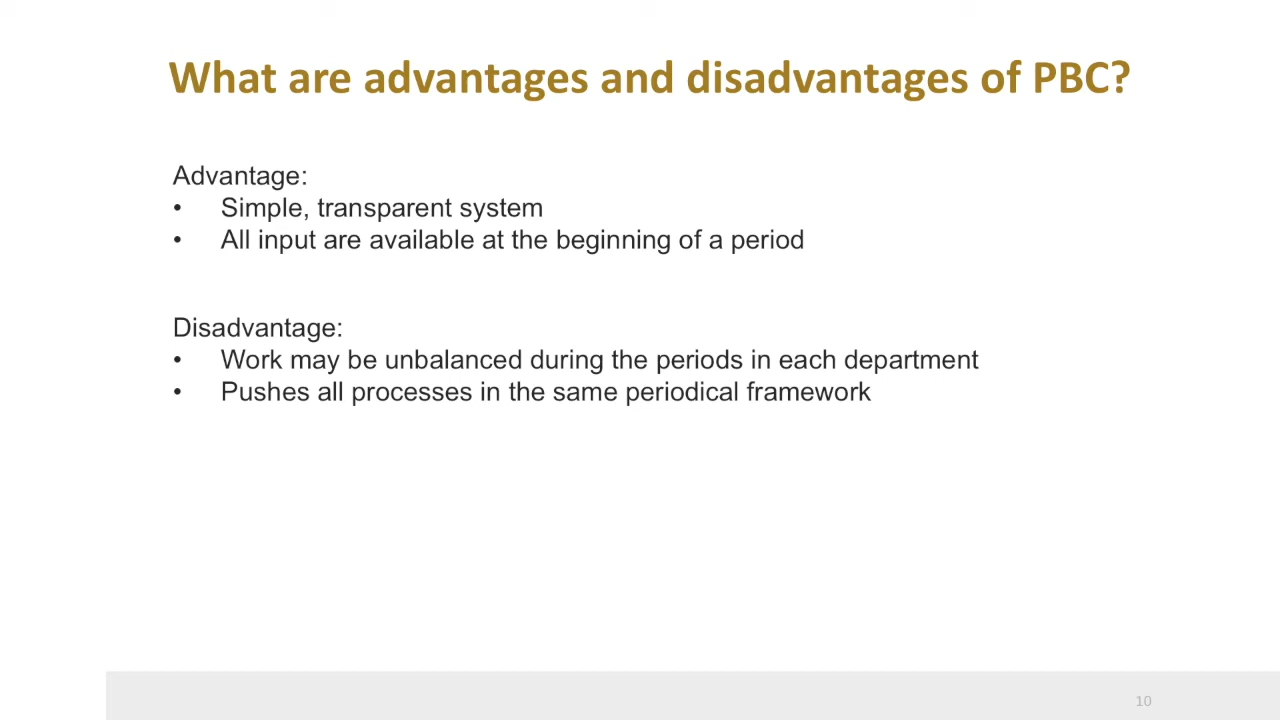 What are advantages and disadvantages of PBC?
Advantage:
• Simple, transparent system
• All input are available at the beginning of a period
Disadvantage:
• Work may be unbalanced during the periods in each department
• Pushes all processes in the same periodical framework
10